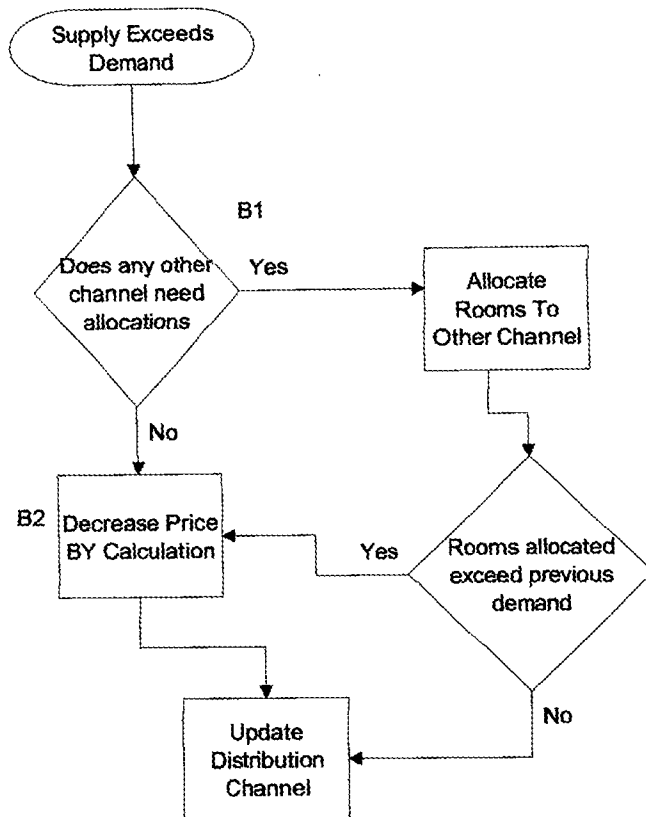 Supply Exceeds
Demand
B1
Does any other
channel need
allocations
Yes
Allocate
Rooms To
Other Channel
No
B2
Decrease Price
BY Calculation
Yes
Rooms allocated
exceed previous
demand
No
Update
Distribution
Channel